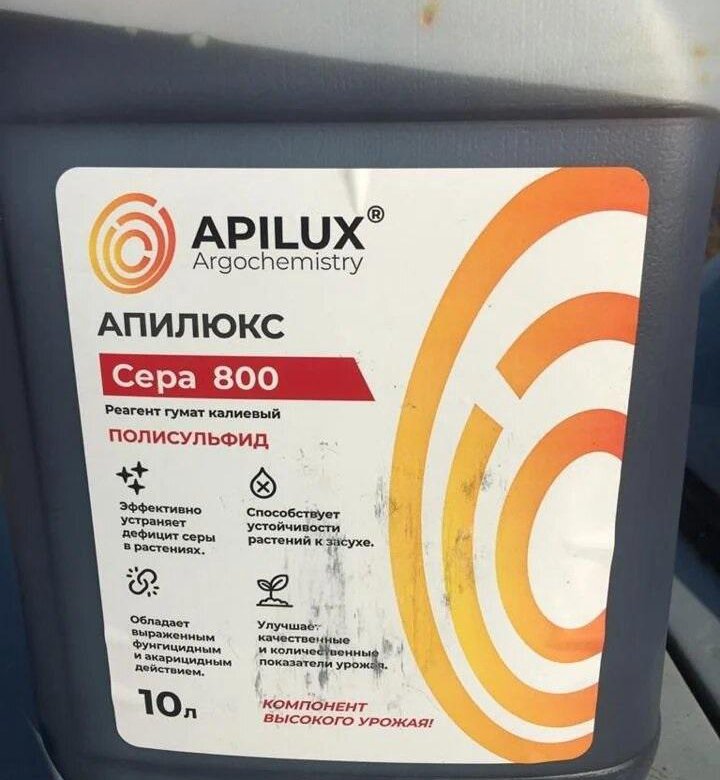 APILUX®
Argochemistry
АПИЛЮКС
Сера 800
Реагент гумат калиевый
ПОЛИСУЛЬФИД
Эффективно
устраняет
дефицит серы
в растениях.
Способствует
устойчивости
растений к засухе.
Обладает
выраженным
фунгицидным
и акарицидным
действием.
Улучшает
качественные
и количественные
показатели урожая.
10л
КОМПОНЕНТ
ВЫСОКОГО УРОЖАЯ!